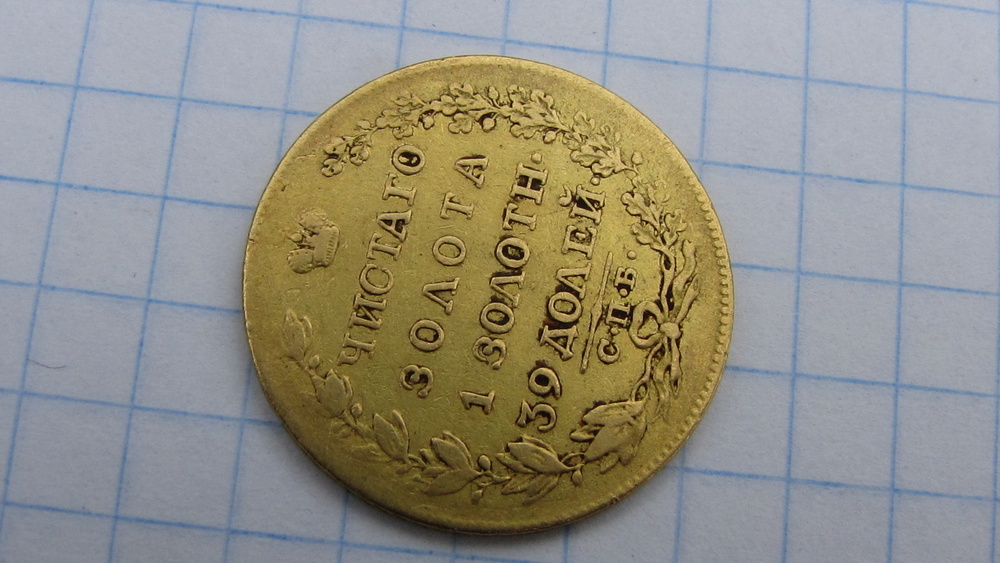 ЧИСТАГО
ЗОЛОТА
1 ЗОЛОТН.
39 ДОЛЕЙ.
С.П.Б.